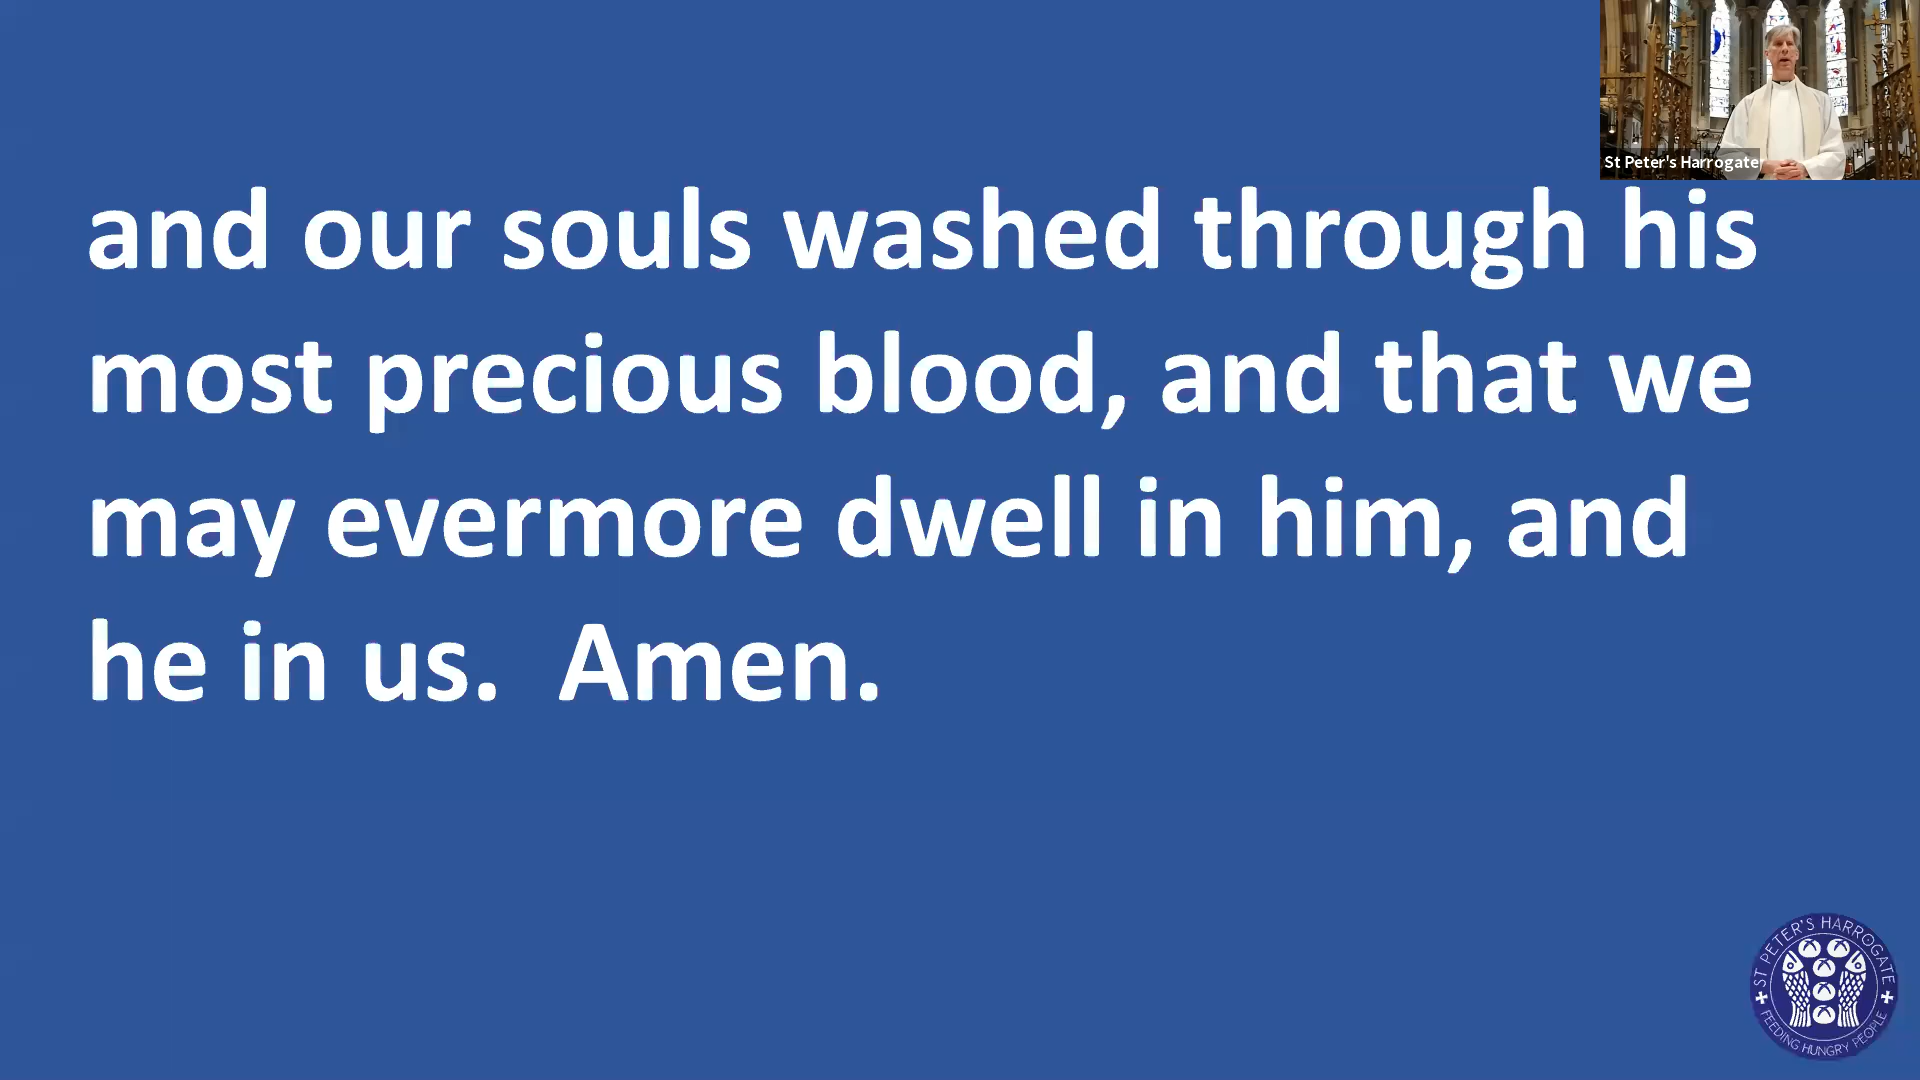 St Peter's Harrogate
and our souls washed through his
most precious blood, and that we
may evermore dwell in him, and
he in us.  Amen.
ST PETER'S HARROGATE
FEEDING HUNGRY PEOPLE